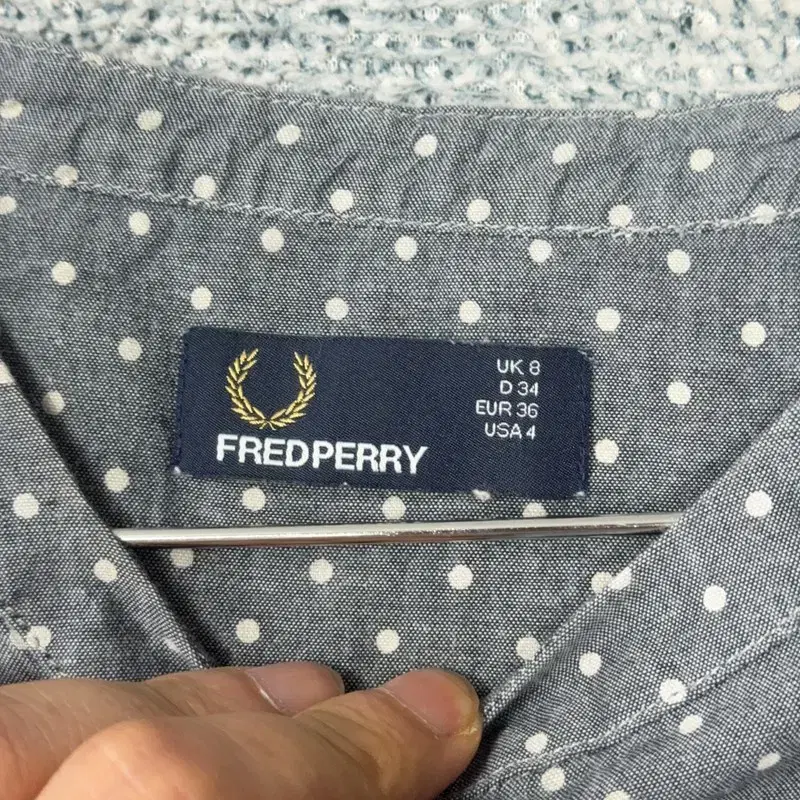 FRED PERRY
UK 8
D 34
EUR 36
USA 4